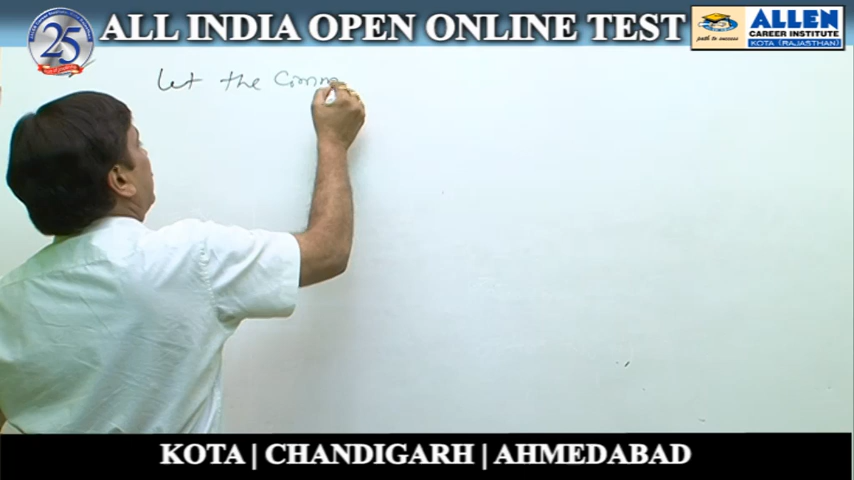 25
ALL INDIA OPEN ONLINE TEST
path to success
ALLEN
CAREER INSTITUTE
KOTA (RAJASTHAN)
Let the Comm
KOTA | CHANDIGARH | AHMEDABAD